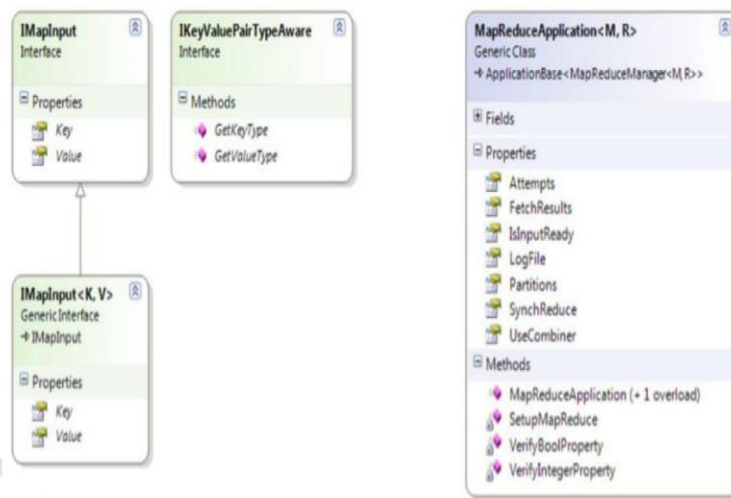 IMapInput
Interface
Properties
Key
Value
IKeyValuePairTypeAware
Interface
Methods
GetKeyType
GetValueType
IMapInput<K, V>
Generic Interface
IMapInput
Properties
Key
Value
MapReduceApplication<M, R>
Generic Class
ApplicationBase<MapReduceManager<M,R>>
Fields
Properties
Attempts
FetchResults
IsInputReady
LogFile
Partitions
SynchReduce
UseCombiner
Methods
MapReduceApplication (+ 1 overload)
SetupMapReduce
VerifyBoolProperty
VerifyIntegerProperty